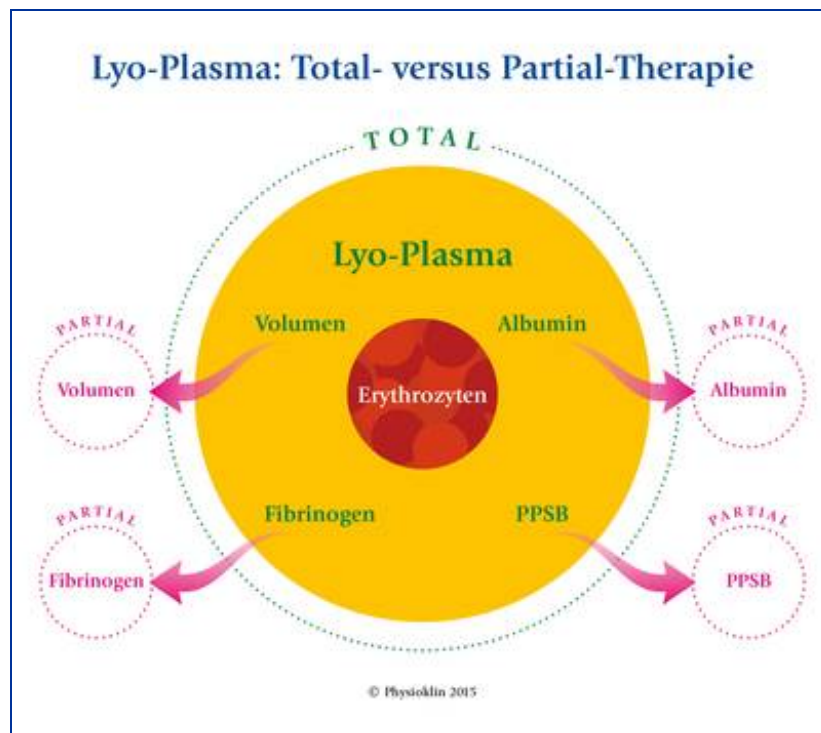 Lyo-Plasma: Total- versus Partial-Therapie
TOTAL
Lyo-Plasma
Volumen
Albumin
PARTIAL
Volumen
Erythrozyten
PARTIAL
Albumin
Fibrinogen
PPSB
PARTIAL
Fibrinogen
PARTIAL
PPSB
© Physioklin 2015